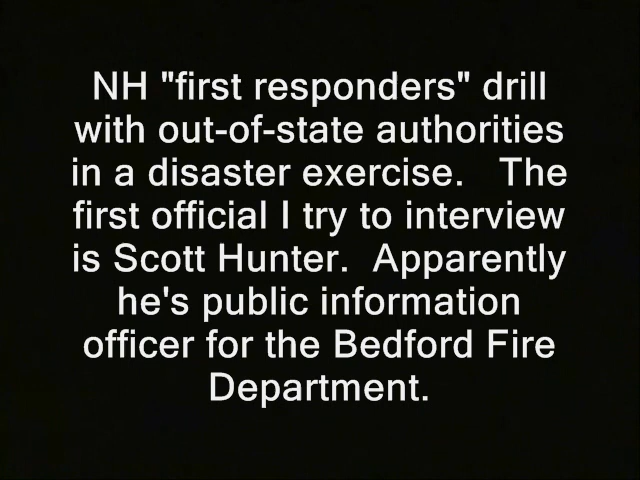 NH "first responders" drill
with out-of-state authorities
in a disaster exercise.   The
first official I try to interview
is Scott Hunter.  Apparently
he's public information
officer for the Bedford Fire
Department.